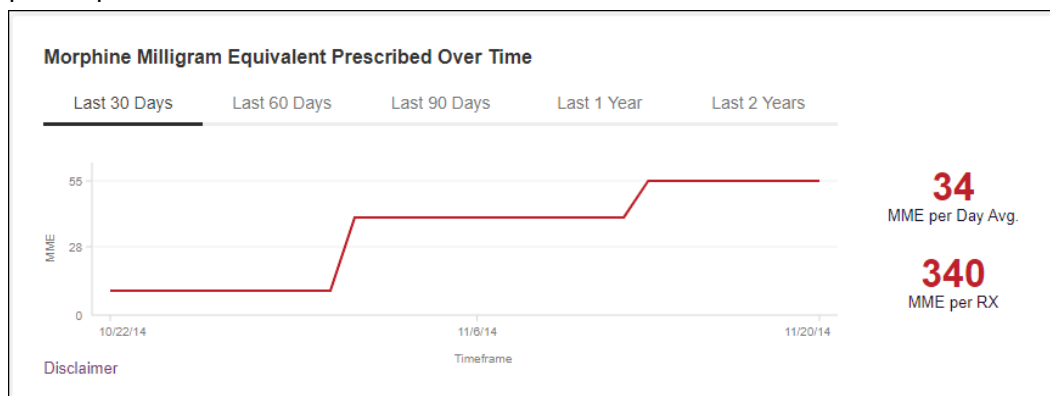 Morphine Milligram Equivalent Prescribed Over Time
Last 30 Days Last 60 Days Last 90 Days Last 1 Year Last 2 Years
55
28
0
MME
10/22/14 11/6/14 11/20/14
Timeframe
34
MME per Day Avg.
340
MME per RX
Disclaimer